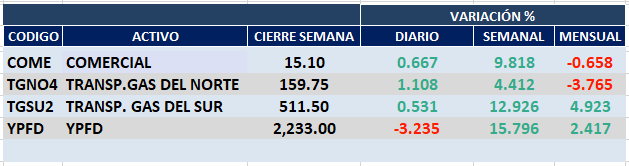 VARIACIÓN %
CODIGO ACTIVO CIERRE SEMANA DIARIO SEMANAL MENSUAL
COME COMERCIAL 15.10 0.667 9.818 -0.658
TGNO4 TRANSP.GAS DEL NORTE 159.75 1.108 4.412 -3.765
TGSU2 TRANSP. GAS DEL SUR 511.50 0.531 12.926 4.923
YPFD YPFD 2,233.00 -3.235 15.796 2.417